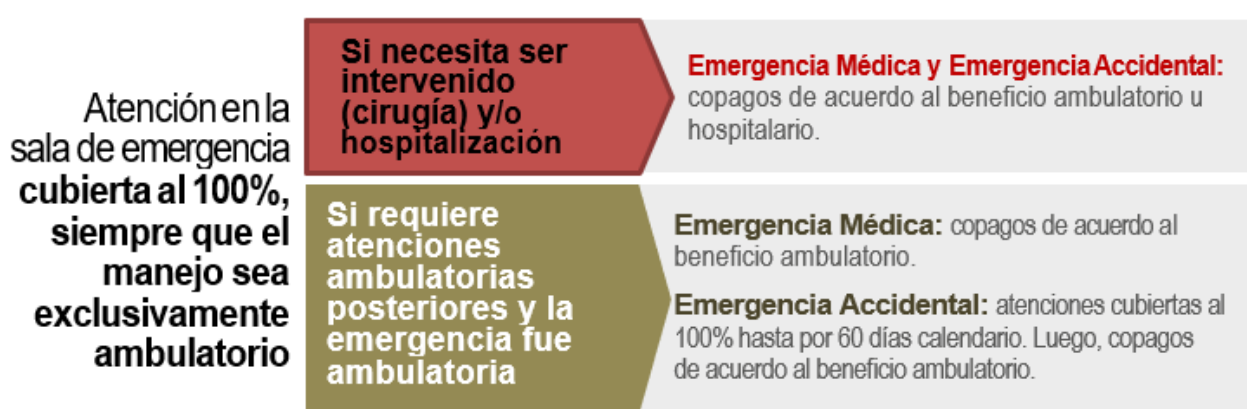 Atención en la
sala de emergencia
cubierta al 100%,
siempre que el
manejo sea
exclusivamente
ambulatorio
Si necesita ser
intervenido
(cirugía) y/o
hospitalización
Emergencia Médica y Emergencia Accidental:
copagos de acuerdo al beneficio ambulatorio u
hospitalario.
Si requiere
atenciones
ambulatorias
posteriores y la
emergencia fue
ambulatoria
Emergencia Médica: copagos de acuerdo al
beneficio ambulatorio.
Emergencia Accidental: atenciones cubiertas al
100% hasta por 60 días calendario. Luego, copagos
de acuerdo al beneficio ambulatorio.